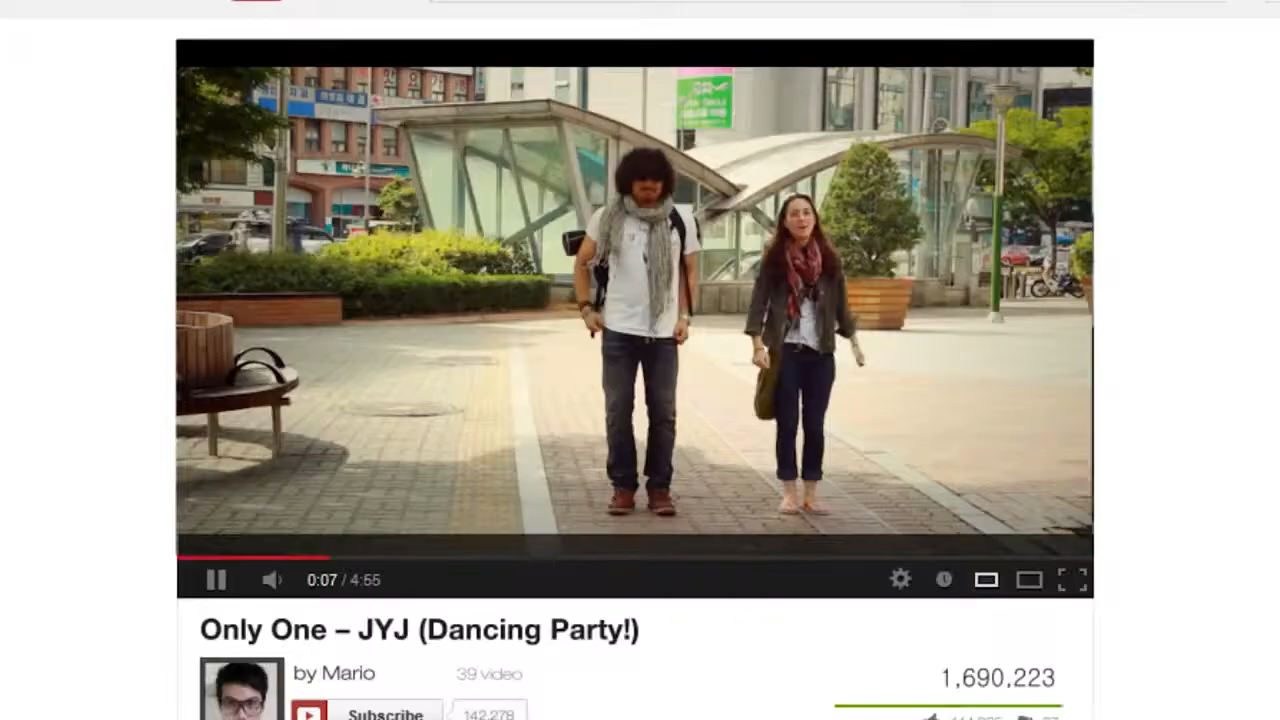 0:07 / 4:55
Only One – JYJ (Dancing Party!)
by Mario
39 video
1,690,223
Subscribe
142,278